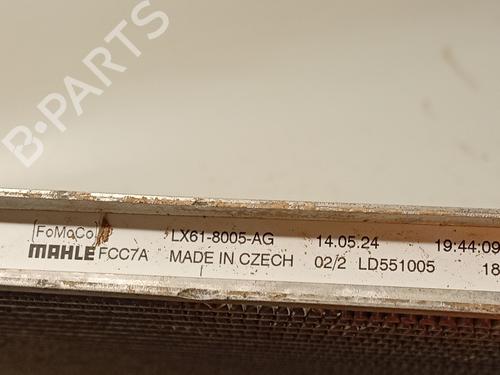 B-PARTS
FoMoCo LX61-8005-AG 14.05.24 19:44:09
MAHLE FCC7A MADE IN CZECH 02/2 LD551005 18